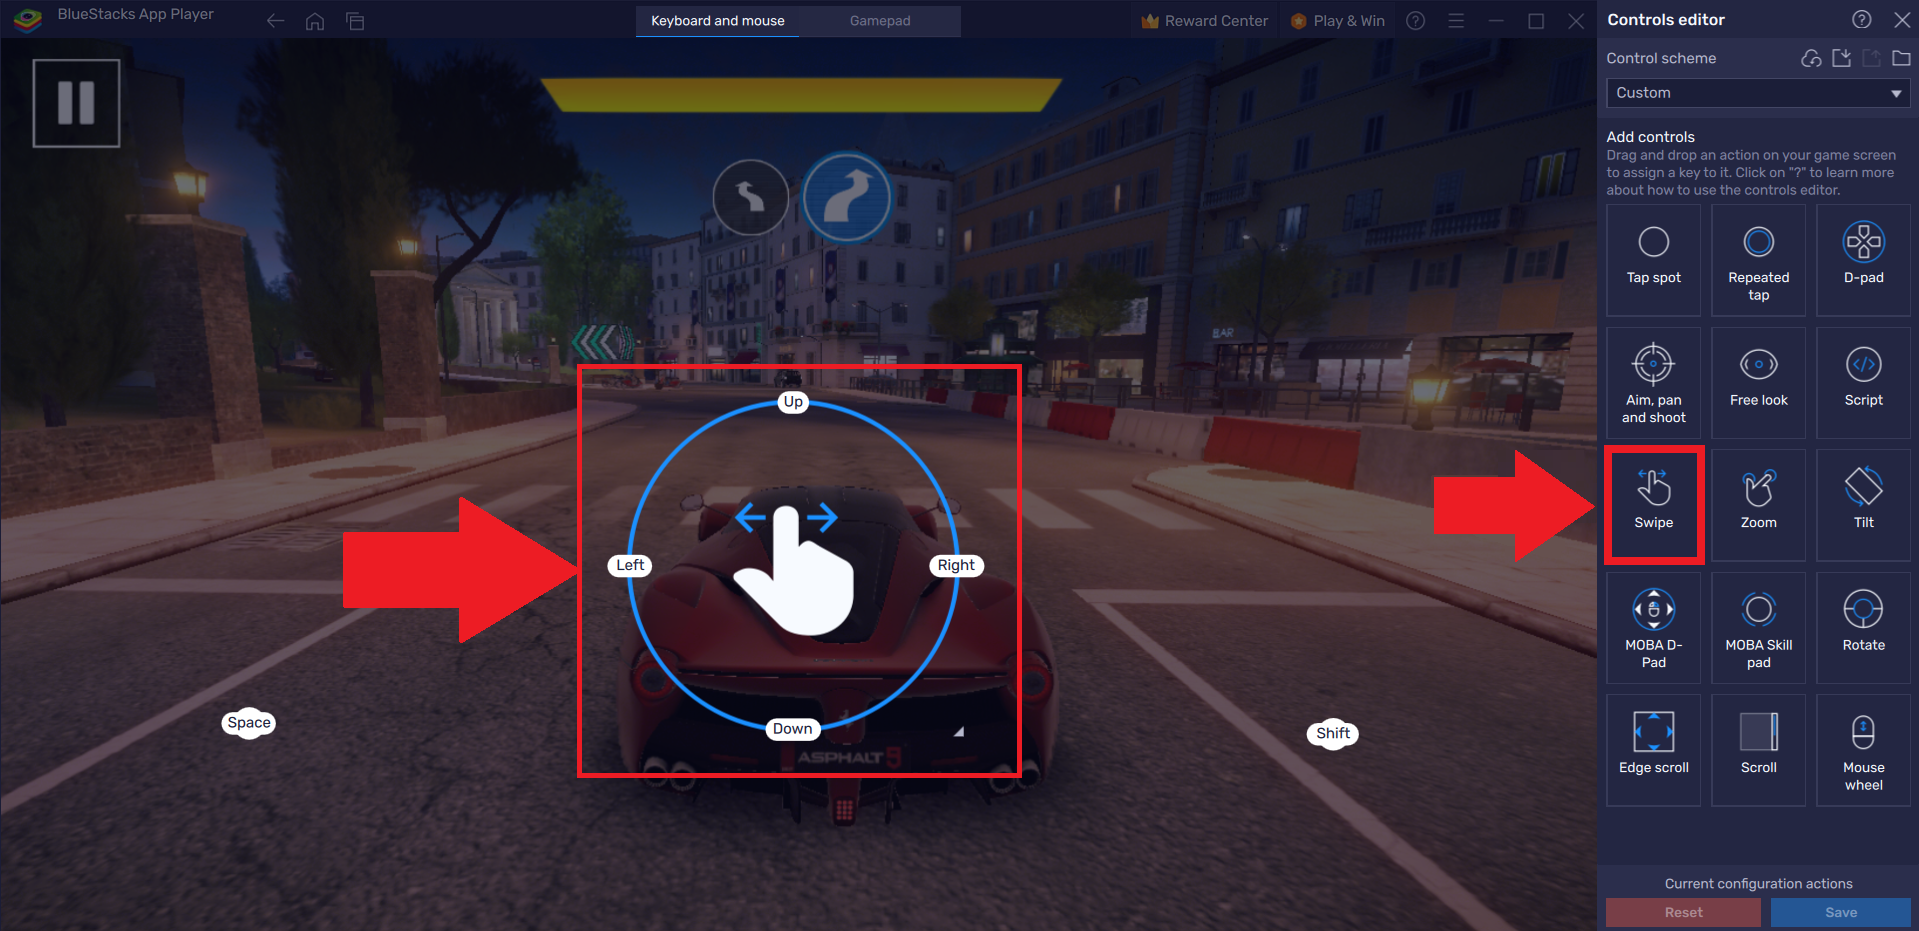 BlueStacks App Player
Keyboard and mouse
Gamepad
Reward Center
Play & Win
Controls editor
Control scheme
Custom
Add controls
Drag and drop an action on your game screen
to assign a key to it. Click on "?" to learn more
about how to use the controls editor.
Tap spot
Repeated
tap
D-pad
Aim, pan
and shoot
Free look
Script
Swipe
Zoom
Tilt
MOBA D-
Pad
MOBA Skill
pad
Rotate
Edge scroll
Scroll
Mouse
wheel
Current configuration actions
Reset
Save
BAR
Up
Left
Right
Down
Space
Shift
ASPHALT 9